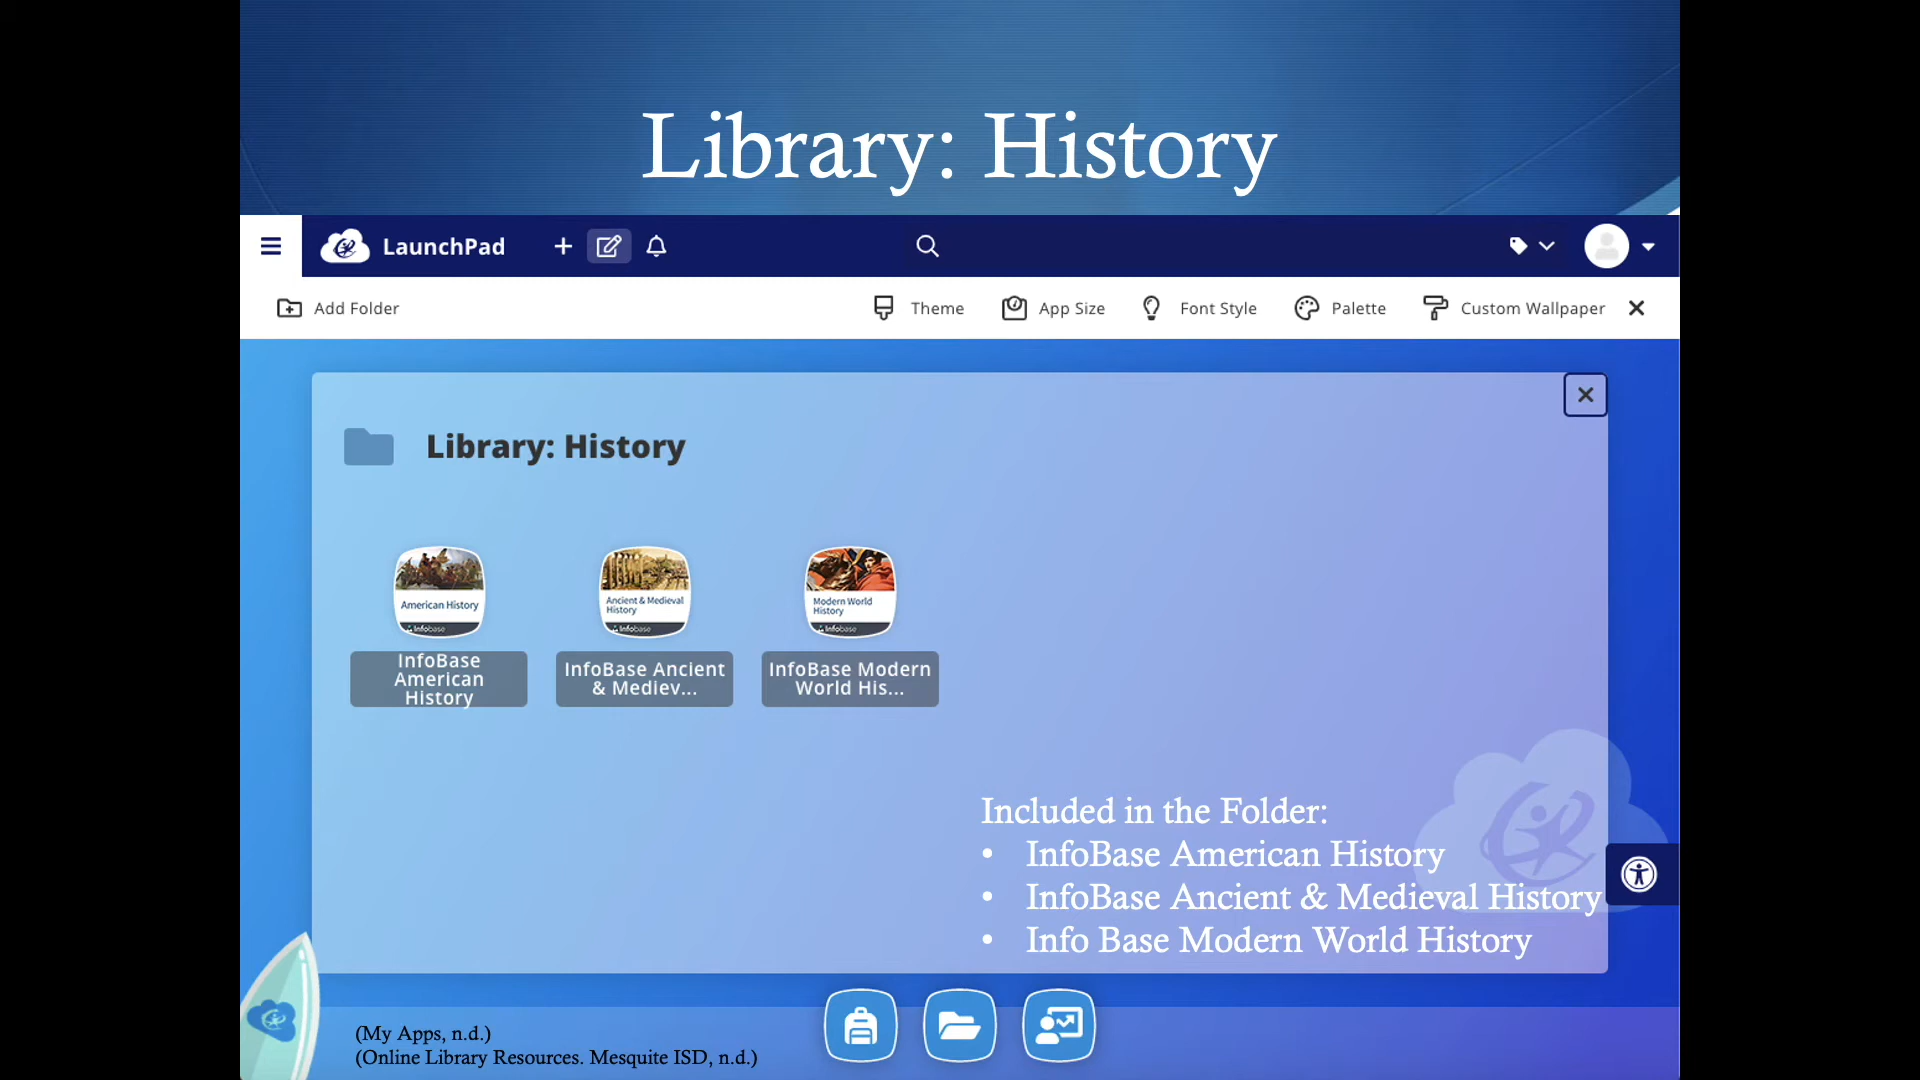 Library: History
LaunchPad
Add Folder
Theme
App Size
Font Style
Palette
Custom Wallpaper
Library: History
American History
Infobase
Ancient & Medieval
History
Infobase
Modern World
History
Infobase
InfoBase
American
History
InfoBase Ancient
& Mediev...
InfoBase Modern
World His...
Included in the Folder:
• InfoBase American History
• InfoBase Ancient & Medieval History
• Info Base Modern World History
(My Apps, n.d.)
(Online Library Resources. Mesquite ISD, n.d.)